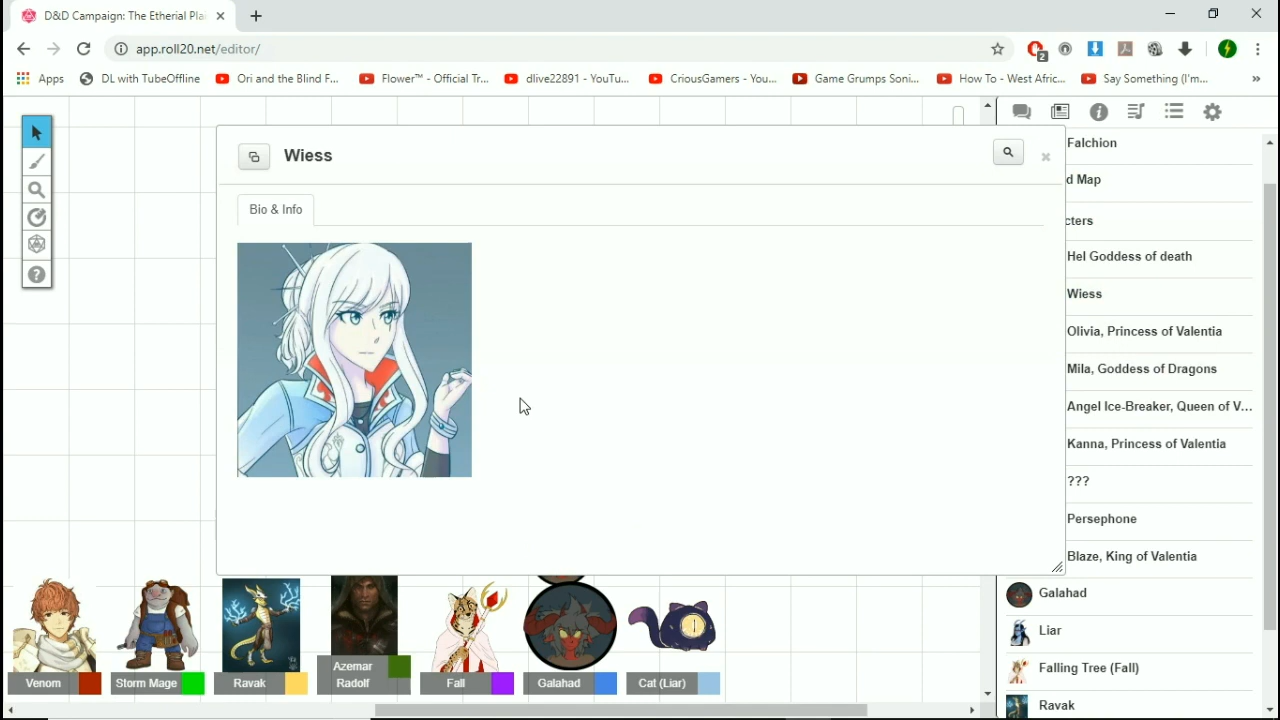 D&D Campaign: The Etherial Plai
app.roll20.net/editor/
2
Apps
DL with TubeOffline
Ori and the Blind F...
Flower™ - Official Tr...
dlive22891 - YouTu...
CriousGamers - You...
Game Grumps Soni...
How To - West Afric...
Say Something (I'm...
»
Wiess
Bio & Info
Falchion
d Map
cters
Hel Goddess of death
Wiess
Olivia, Princess of Valentia
Mila, Goddess of Dragons
Angel Ice-Breaker, Queen of V...
Kanna, Princess of Valentia
???
Persephone
Blaze, King of Valentia
Galahad
Liar
Falling Tree (Fall)
Ravak
Venom
Storm Mage
Ravak
Azemar
Radolf
Fall
Galahad
Cat (Liar)